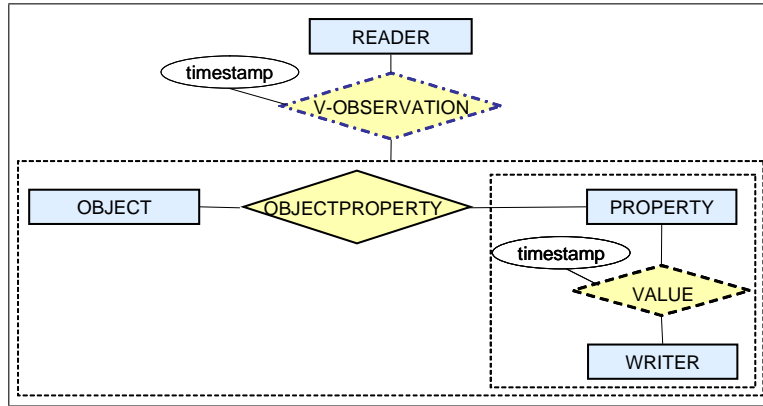 READER
timestamp
V-OBSERVATION
OBJECT
OBJECTPROPERTY
PROPERTY
timestamp
VALUE
WRITER